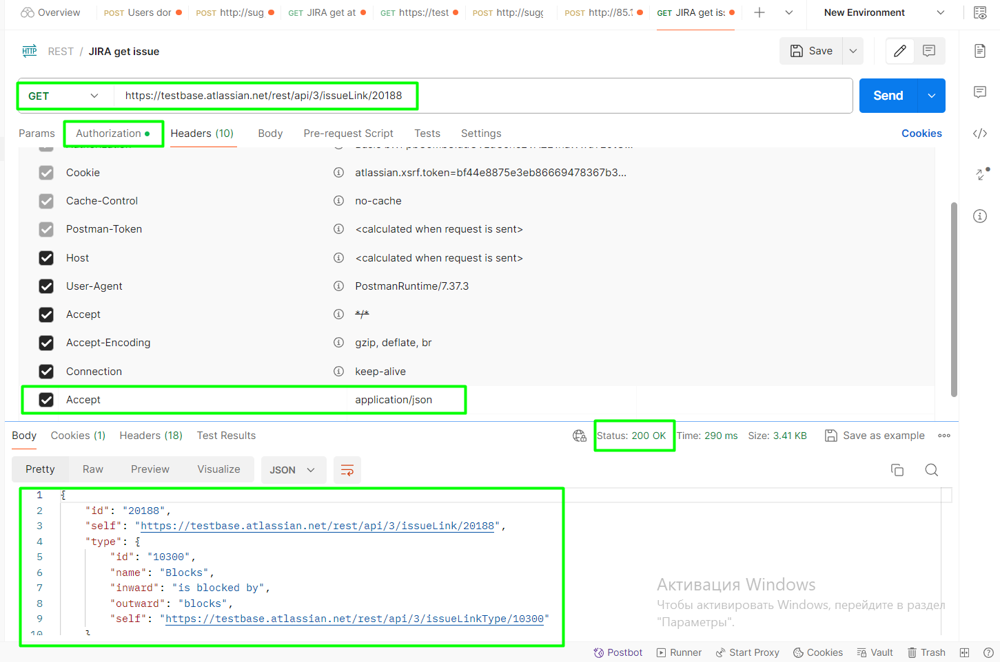 Overview POST Users dor POST http://sug GET JIRA get at GET https://test POST http://sugg POST http://85.1 GET JIRA get is New Environment
HTTP REST / JIRA get issue Save
GET https://testbase.atlassian.net/rest/api/3/issueLink/20188 Send
Params Authorization Headers (10) Body Pre-request Script Tests Settings Cookies
Cookie atlassian.xsrf.token=bf44e8875e3eb86669478367b3...
Cache-Control no-cache
Postman-Token <calculated when request is sent>
Host <calculated when request is sent>
User-Agent PostmanRuntime/7.37.3
Accept */*
Accept-Encoding gzip, deflate, br
Connection keep-alive
Accept application/json
Body Cookies (1) Headers (18) Test Results Status: 200 OK Time: 290 ms Size: 3.41 KB Save as example
Pretty Raw Preview Visualize JSON
1 {
2 "id": "20188",
3 "self": "https://testbase.atlassian.net/rest/api/3/issueLink/20188",
4 "type": {
5 "id": "10300",
6 "name": "Blocks",
7 "inward": "is blocked by",
8 "outward": "blocks",
9 "self": "https://testbase.atlassian.net/rest/api/3/issueLinkType/10300"
10 }
Активация Windows
Чтобы активировать Windows, перейдите в раздел
"Параметры".
Postbot Runner Start Proxy Cookies Vault Trash